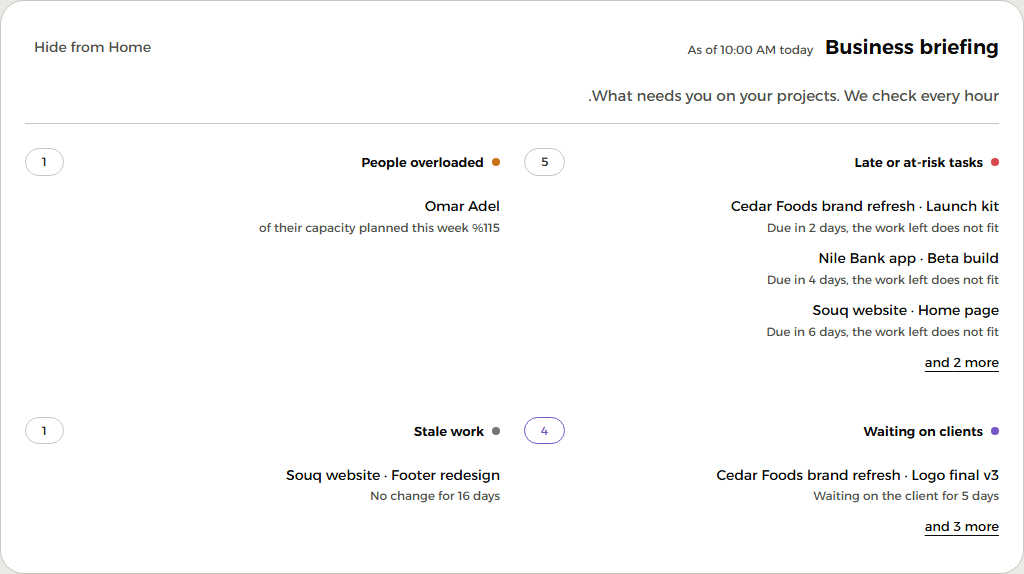 Business briefing
As of 10:00 AM today
Hide from Home
.What needs you on your projects. We check every hour
Late or at-risk tasks
5
Cedar Foods brand refresh · Launch kit
Due in 2 days, the work left does not fit
Nile Bank app · Beta build
Due in 4 days, the work left does not fit
Souq website · Home page
Due in 6 days, the work left does not fit
and 2 more
People overloaded
1
Omar Adel
of their capacity planned this week %115
Waiting on clients
4
Cedar Foods brand refresh · Logo final v3
Waiting on the client for 5 days
and 3 more
Stale work
1
Souq website · Footer redesign
No change for 16 days